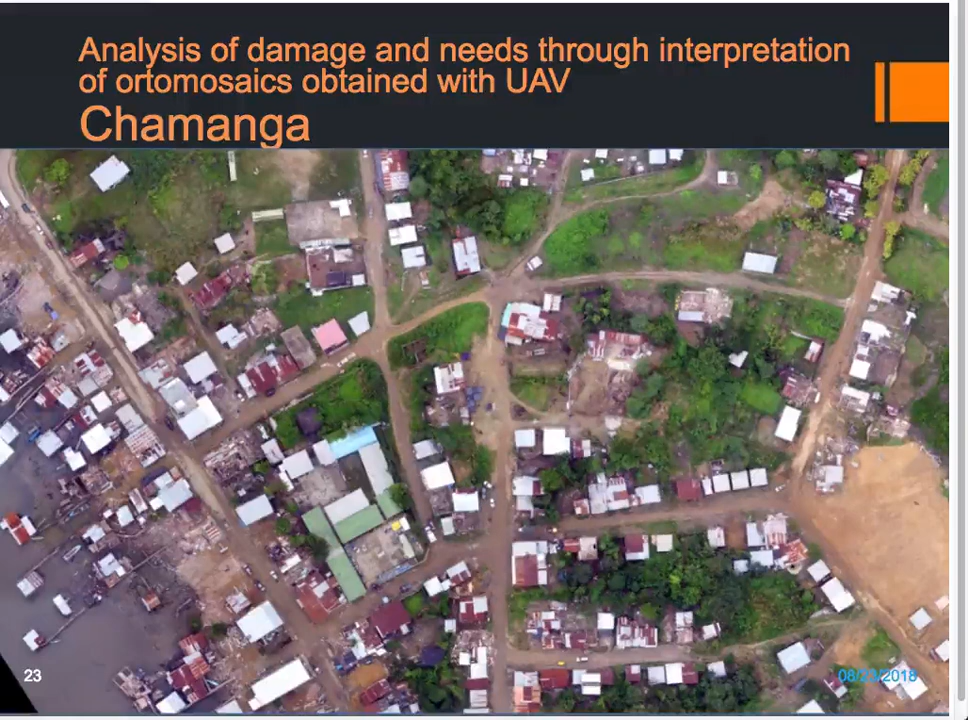 Analysis of damage and needs through interpretation
of ortomosaics obtained with UAV
Chamanga
23
08/23/2018